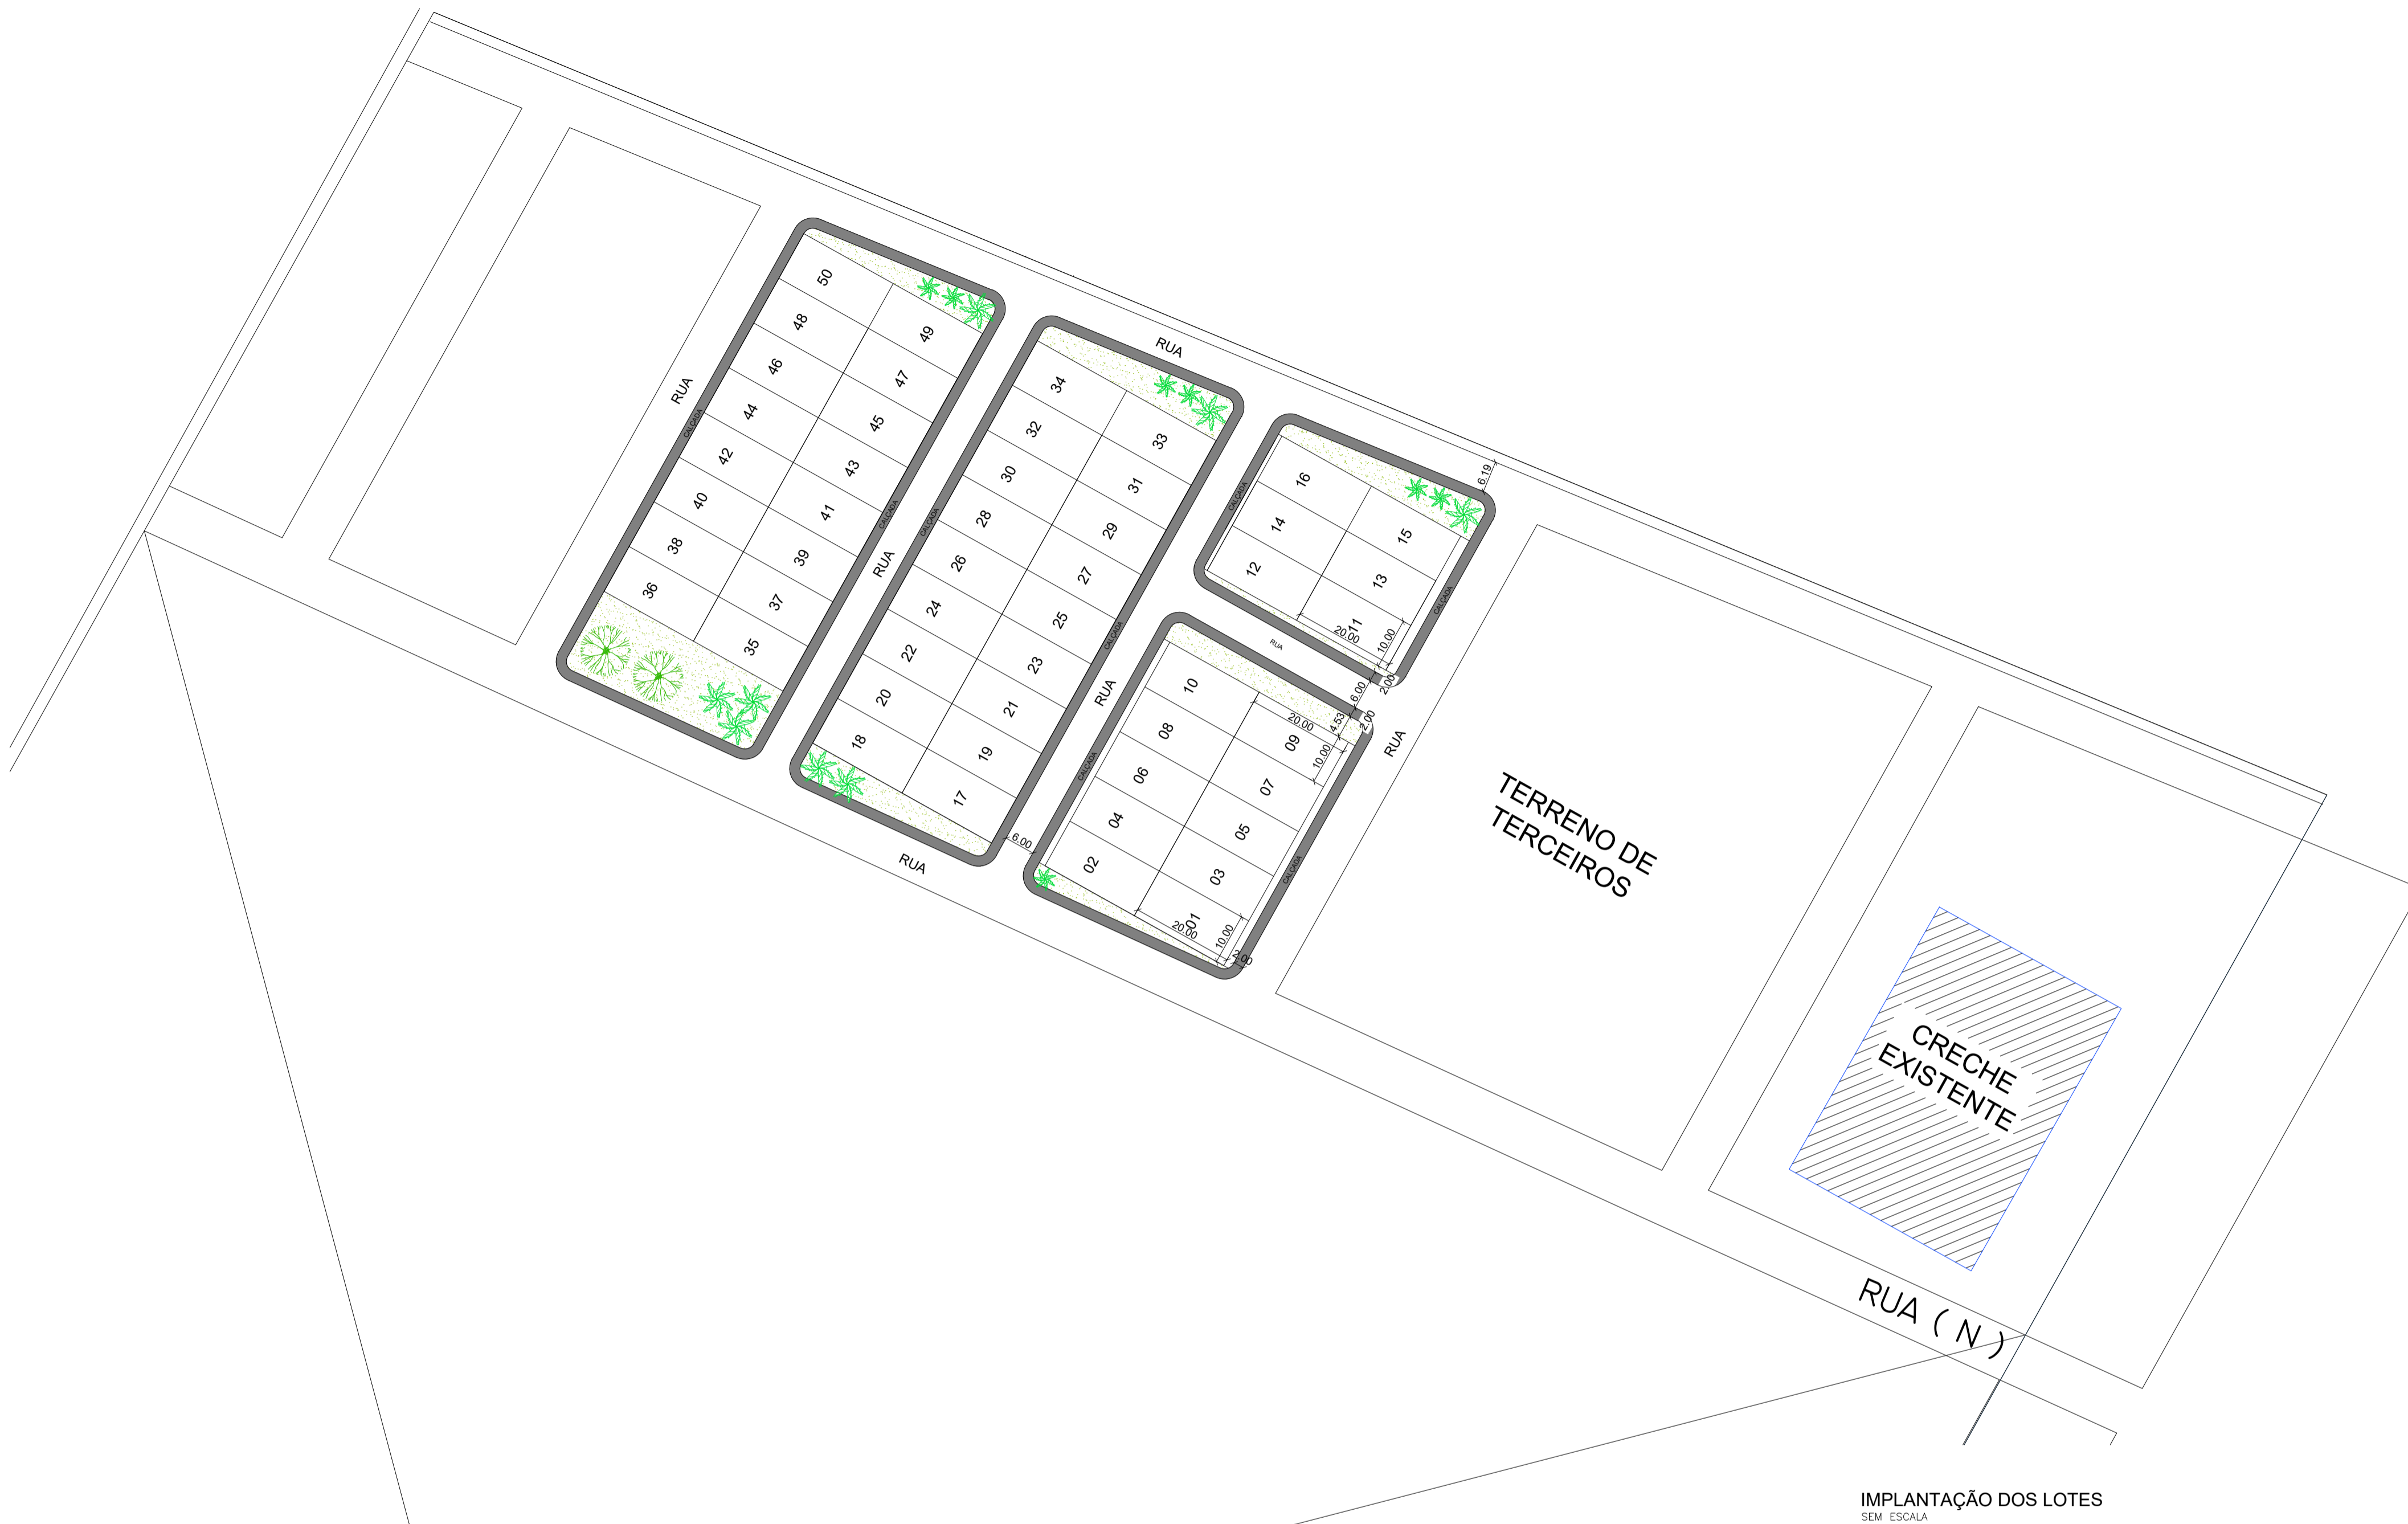 50
48
46
44
42
40
38
36
49
47
45
43
41
39
37
35
RUA
CALÇADA
CALÇADA
RUA
34
32
30
28
26
24
22
20
18
33
31
29
27
25
23
21
19
17
CALÇADA
CALÇADA
RUA
RUA
RUA
6.00
16
14
12
15
13
11
20.00
10.00
CALÇADA
CALÇADA
6.19
RUA
2.00
6.00
2.00
4.53
10
08
06
04
02
09
07
05
03
01
20.00
10.00
20.00
10.00
2.00
CALÇADA
CALÇADA
RUA
TERRENO DE
TERCEIROS
CRECHE
EXISTENTE
RUA ( N )
IMPLANTAÇÃO DOS LOTES
SEM ESCALA